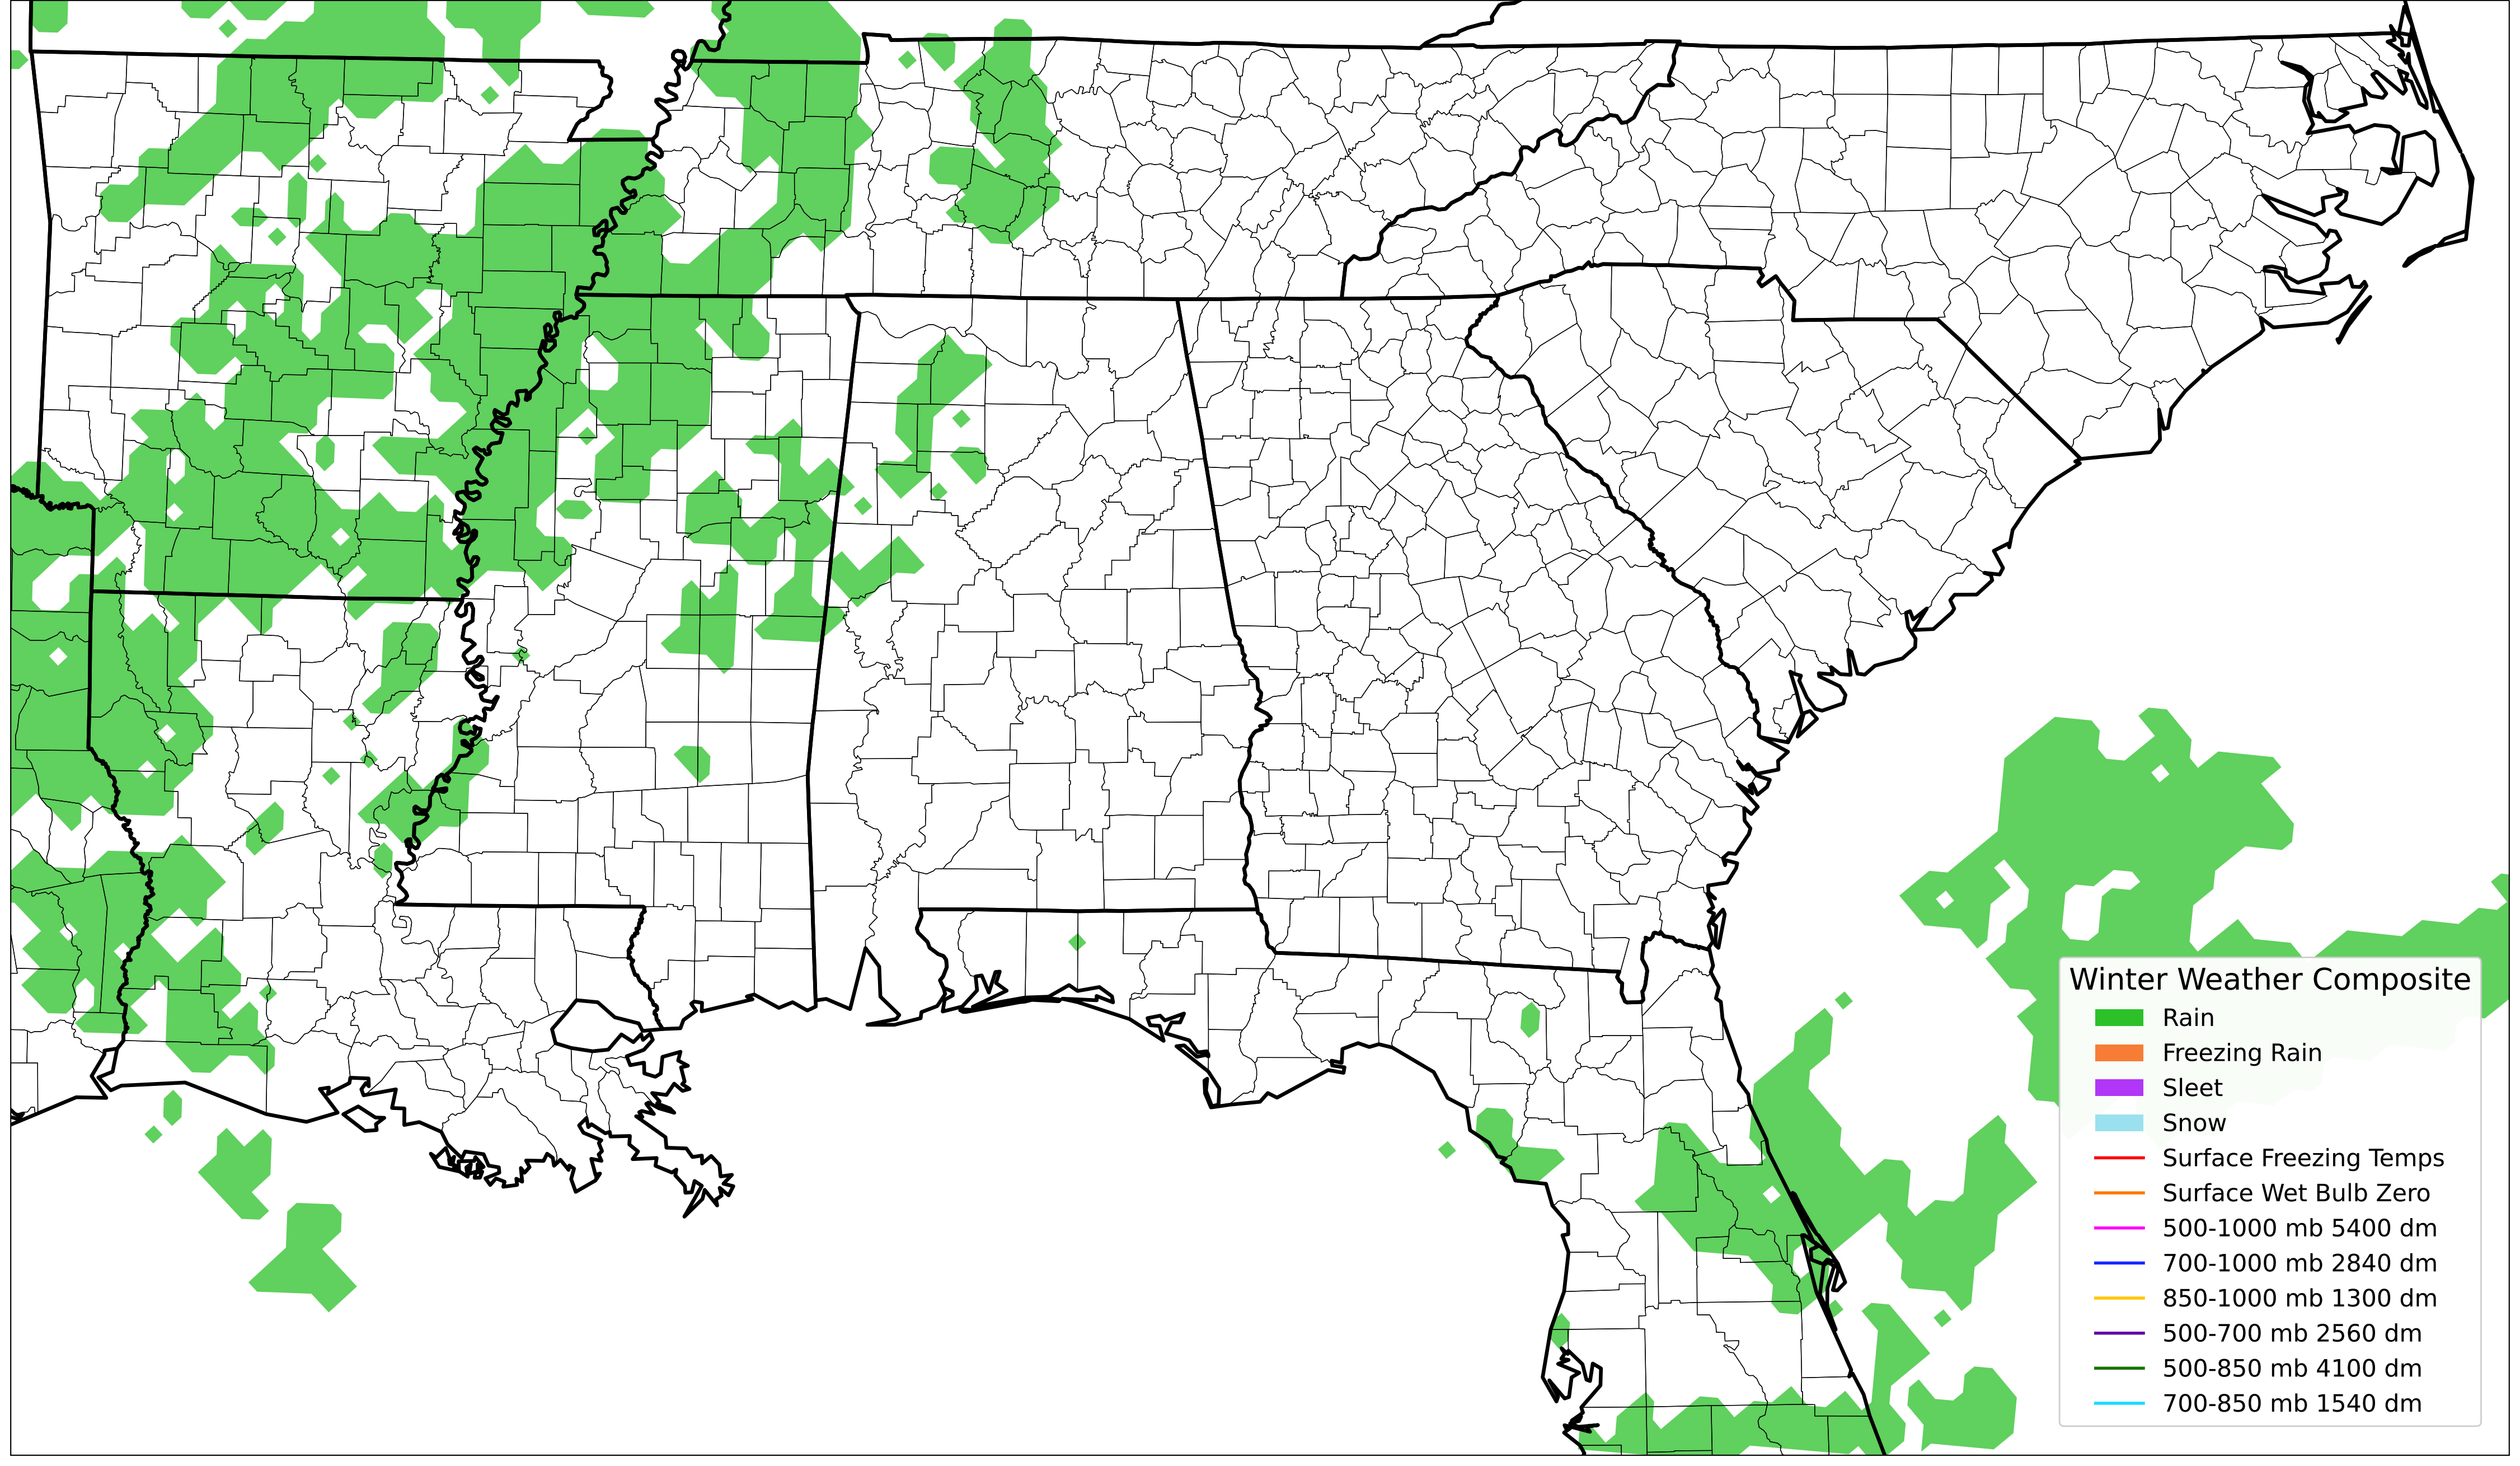 Winter Weather Composite
Rain
Freezing Rain
Sleet
Snow
Surface Freezing Temps
Surface Wet Bulb Zero
500-1000 mb 5400 dm
700-1000 mb 2840 dm
850-1000 mb 1300 dm
500-700 mb 2560 dm
500-850 mb 4100 dm
700-850 mb 1540 dm